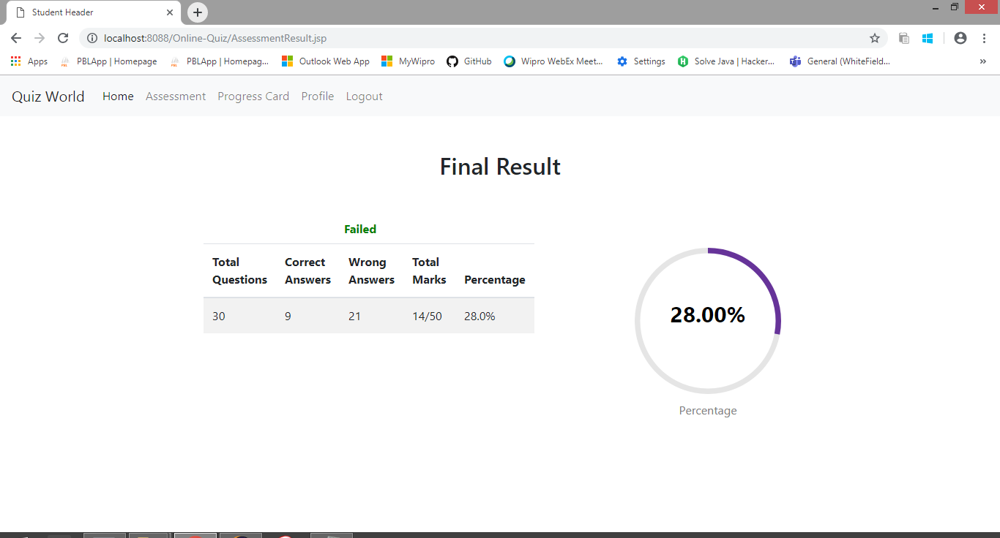 Student Header
localhost:8088/Online-Quiz/AssessmentResult.jsp
Apps PBLApp | Homepage PBLApp | Homepag... Outlook Web App MyWipro GitHub Wipro WebEx Meet... Settings Solve Java | Hacker... General (WhiteField... »
Quiz World Home Assessment Progress Card Profile Logout
Final Result
Failed
Total Questions Correct Answers Wrong Answers Total Marks Percentage
30 9 21 14/50 28.0%
28.00%
Percentage